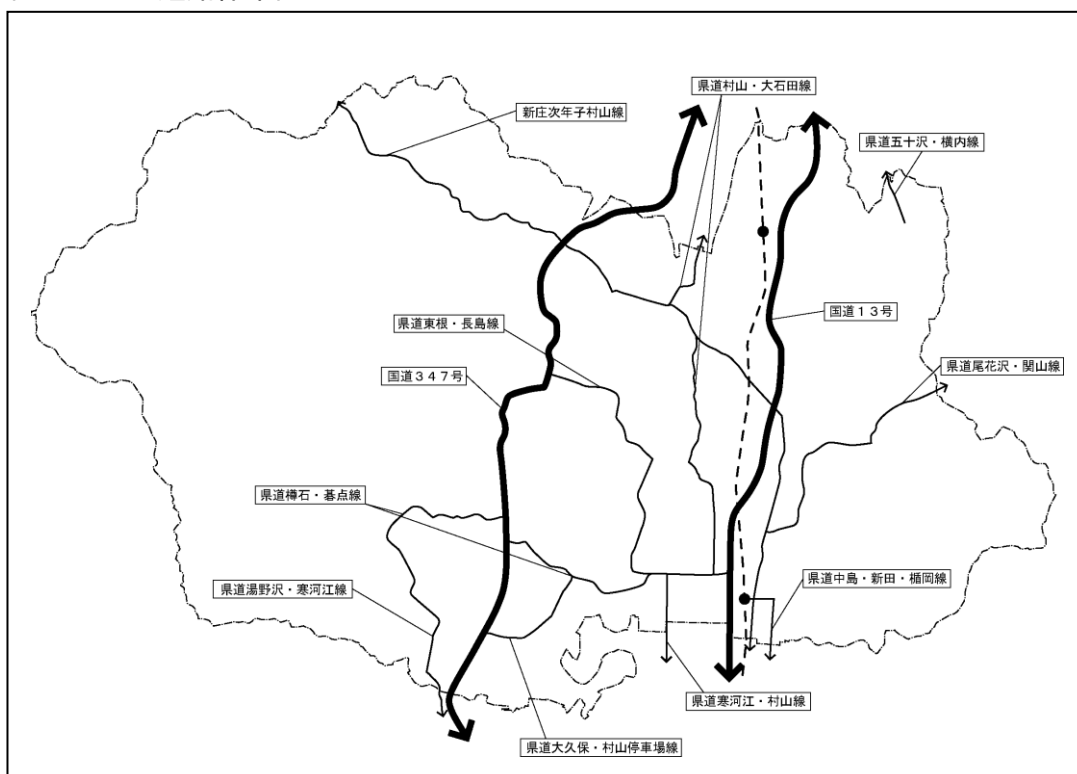 県道村山・大石田線
新庄次年子村山線
県道五十沢・横内線
国道１３号
県道東根・長島線
県道尾花沢・関山線
国道３４７号
県道樽石・碁点線
県道湯野沢・寒河江線
県道中島・新田・楯岡線
県道寒河江・村山線
県道大久保・村山停車場線